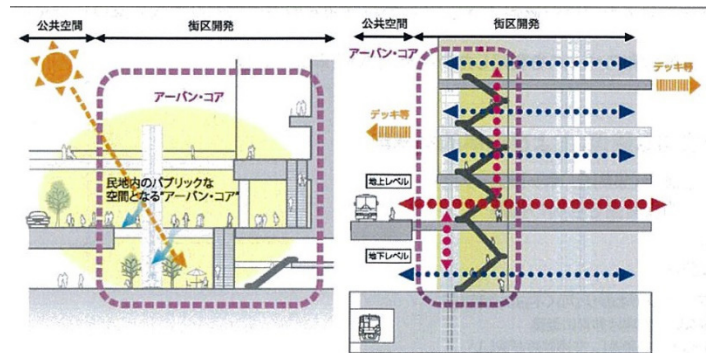 公共空間
街区開発
アーバン・コア
民地内のパブリックな
空間となる"アーバン・コア"
公共空間
街区開発
アーバン・コア
デッキ等
デッキ等
地上レベル
地下レベル